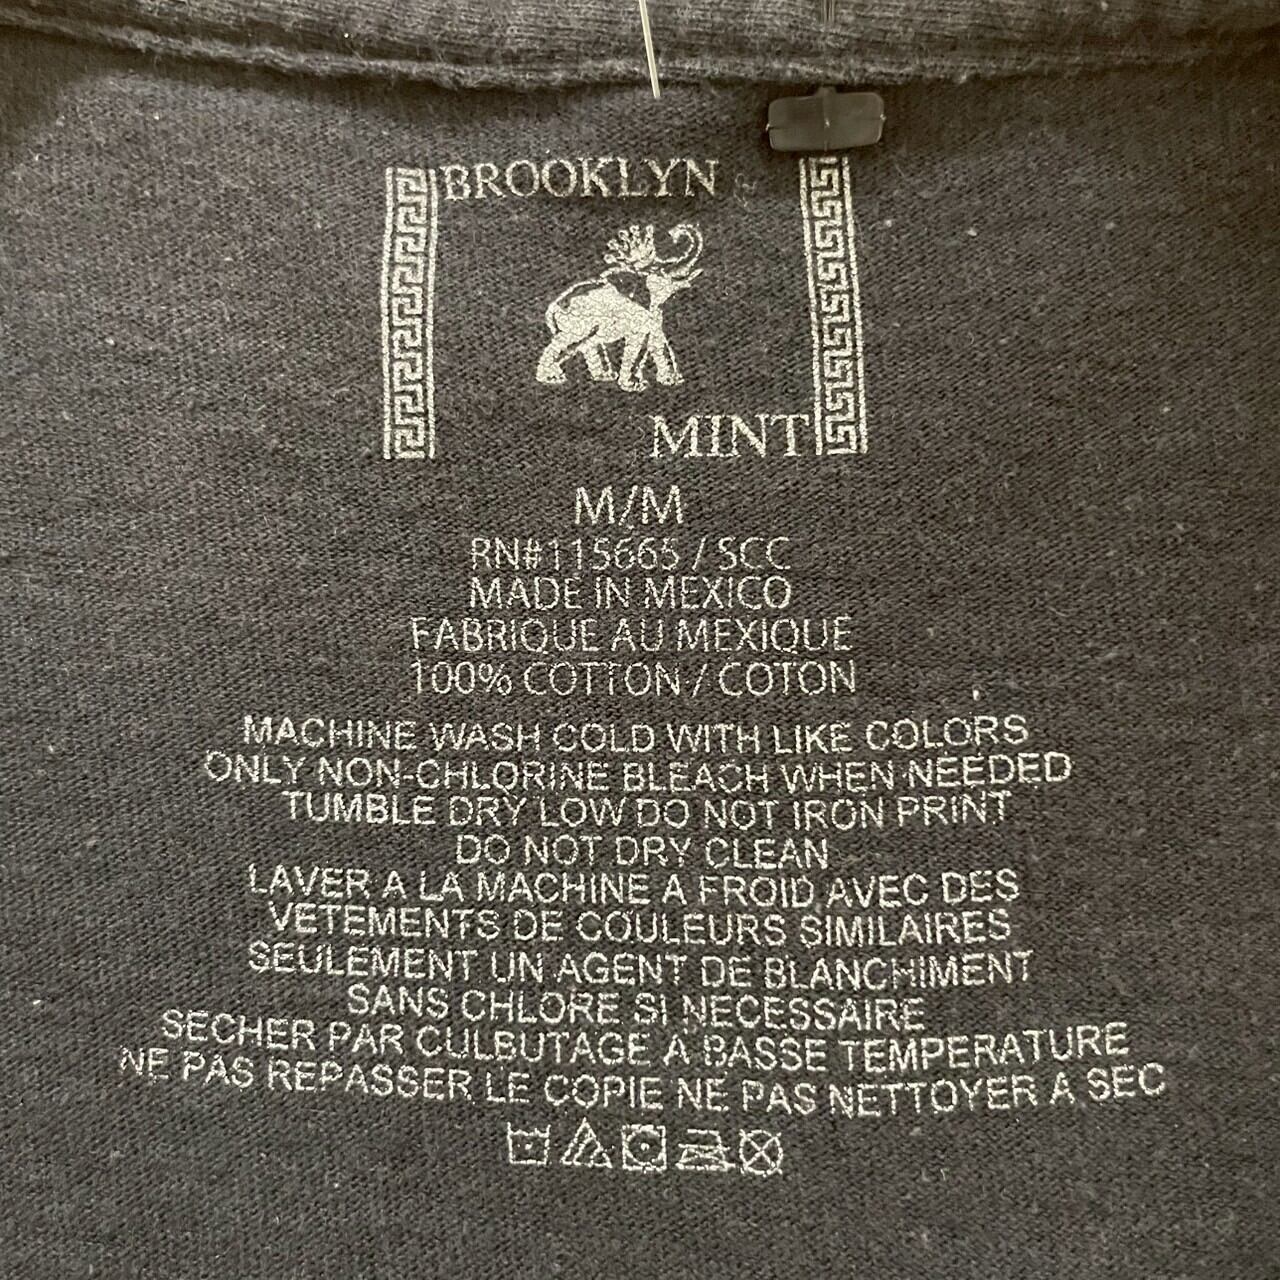 BROOKLYN
MINT
M/M
RN#115665 / SCC
MADE IN MEXICO
FABRIQUE AU MEXIQUE
100% COTTON / COTON
MACHINE WASH COLD WITH LIKE COLORS
ONLY NON-CHLORINE BLEACH WHEN NEEDED
TUMBLE DRY LOW DO NOT IRON PRINT
DO NOT DRY CLEAN
LAVER A LA MACHINE A FROID AVEC DES
VETEMENTS DE COULEURS SIMILAIRES
SEULEMENT UN AGENT DE BLANCHIMENT
SANS CHLORE SI NECESSAIRE
SECHER PAR CULBUTAGE A BASSE TEMPERATURE
NE PAS REPASSER LE COPIE NE PAS NETTOYER A SEC